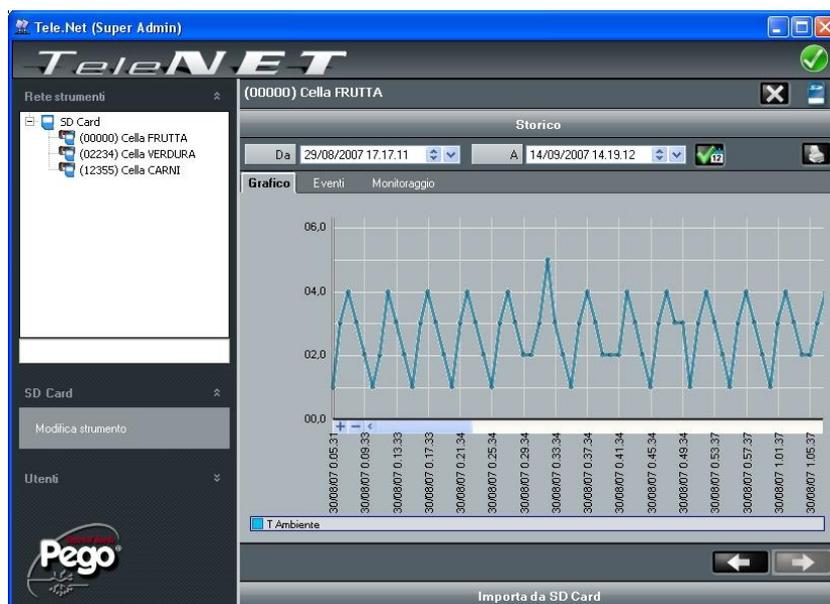 Tele.Net (Super Admin)
TeleNET
Rete strumenti
SD Card
(00000) Cella FRUTTA
(02234) Cella VERDURA
(12355) Cella CARNI
SD Card
Modifica strumento
Utenti
Pego
(00000) Cella FRUTTA
Storico
Da 29/08/2007 17.17.11 A 14/09/2007 14.19.12 12
Grafico Eventi Monitoraggio
06,0
04,0
02,0
00,0
30/08/07 0.05.31
30/08/07 0.09.33
30/08/07 0.13.33
30/08/07 0.17.33
30/08/07 0.21.34
30/08/07 0.25.34
30/08/07 0.29.34
30/08/07 0.33.34
30/08/07 0.37.34
30/08/07 0.41.34
30/08/07 0.45.34
30/08/07 0.49.34
30/08/07 0.53.37
30/08/07 0.57.37
30/08/07 1.01.37
30/08/07 1.05.37
T Ambiente
Importa da SD Card